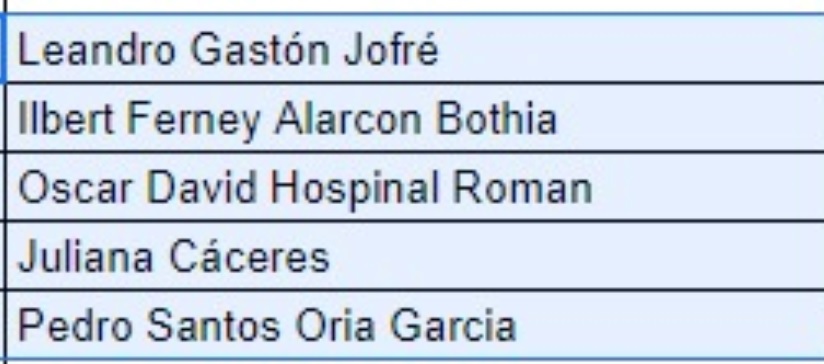 Leandro Gastón Jofré
Ilbert Ferney Alarcon Bothia
Oscar David Hospinal Roman
Juliana Cáceres
Pedro Santos Oria Garcia